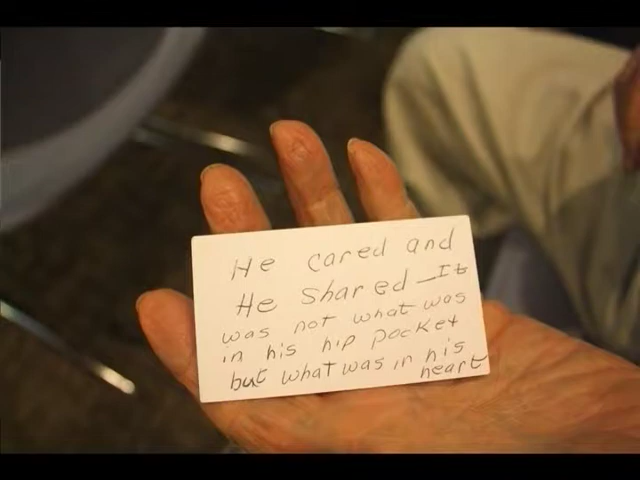 He cared and
He shared _It
was not what was
in his hip pocket
but what was in his
heart